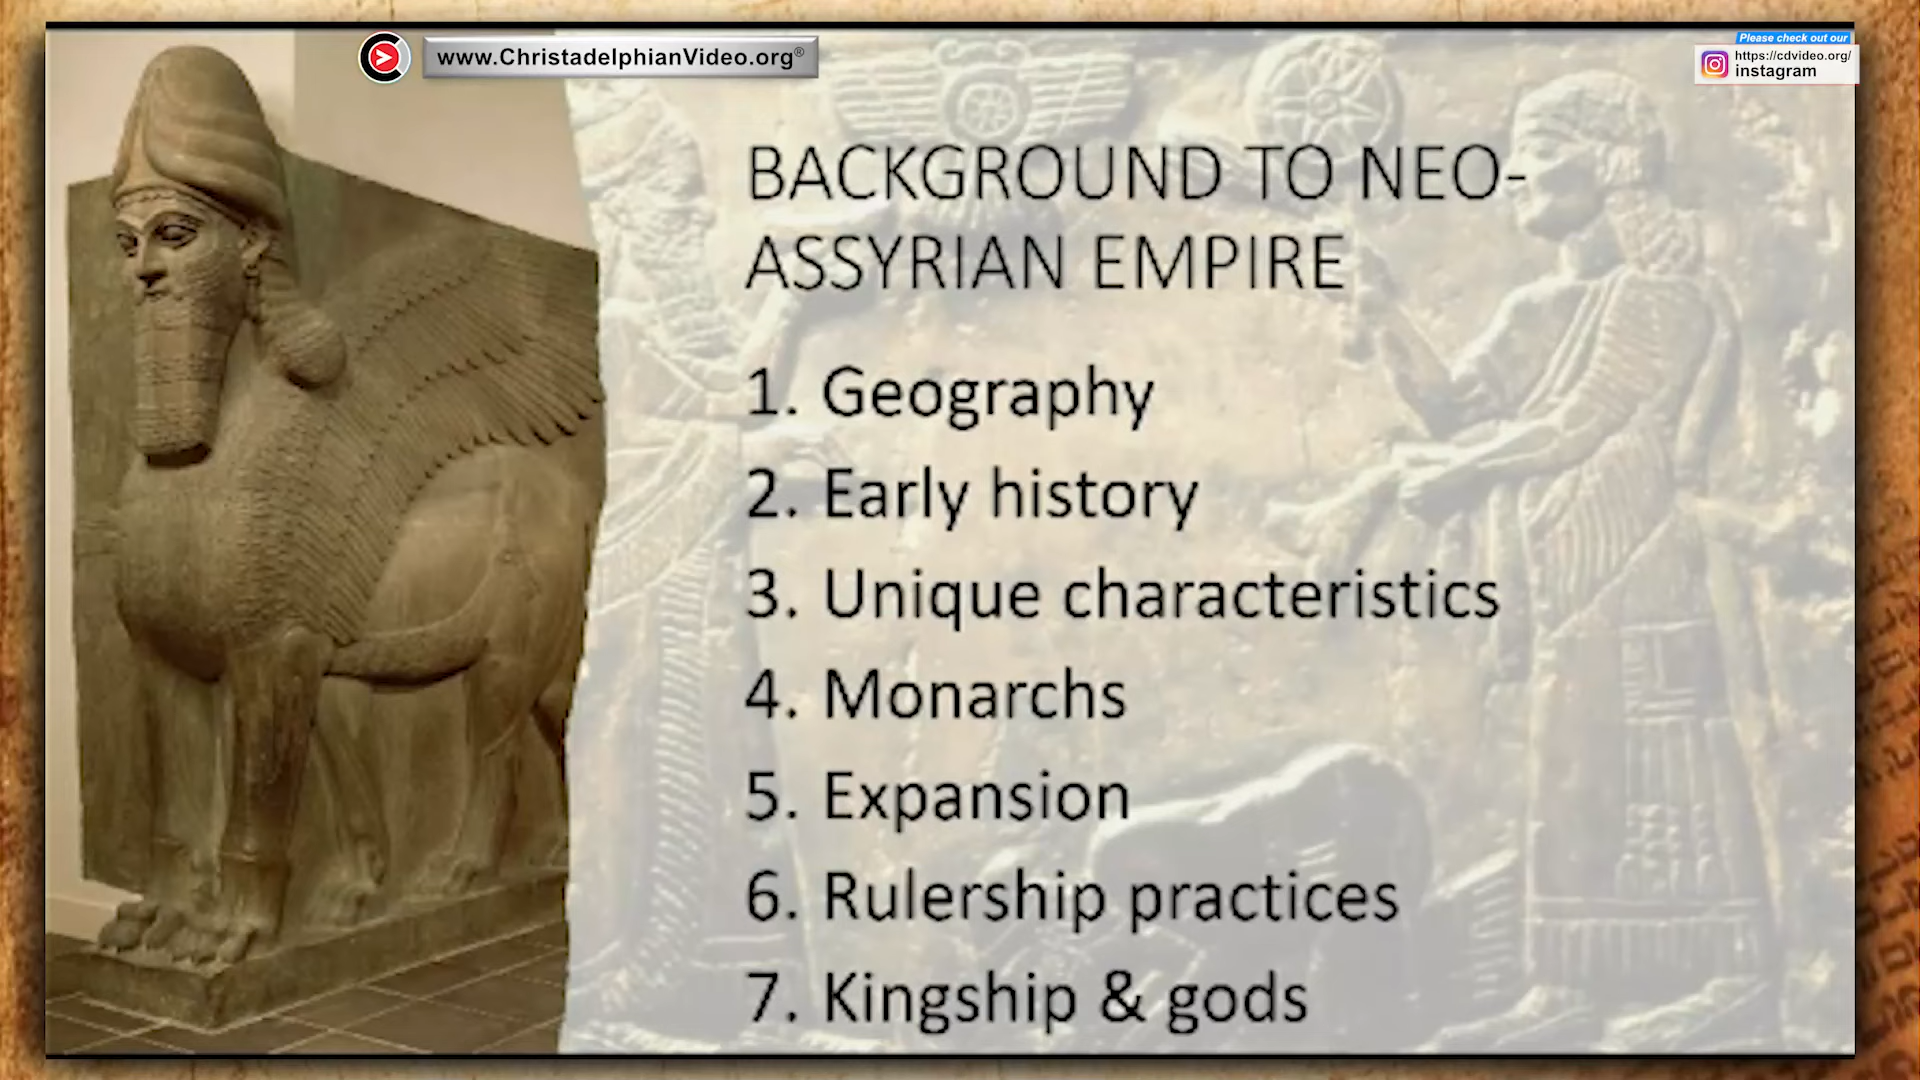 www.ChristadelphianVideo.org®
Please check out our
https://cdvideo.org/
instagram
BACKGROUND TO NEO-
ASSYRIAN EMPIRE
1. Geography
2. Early history
3. Unique characteristics
4. Monarchs
5. Expansion
6. Rulership practices
7. Kingship & gods